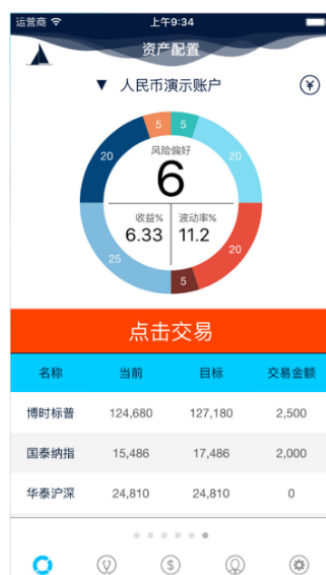 运营商 上午9:34
资产配置
▼ 人民币演示账户 ¥
5 5
20 风险偏好 20
6
收益% 波动率%
6.33 11.2
25 20
5
点击交易
名称 当前 目标 交易金额
博时标普 124,680 127,180 2,500
国泰纳指 15,486 17,486 2,000
华泰沪深 24,810 24,810 0
$